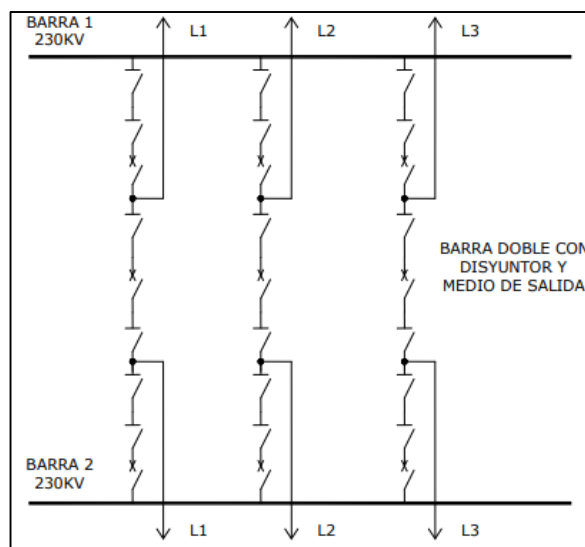 BARRA 1
230KV
L1
L2
L3
BARRA DOBLE CON
DISYUNTOR Y
MEDIO DE SALIDA
BARRA 2
230KV
L1
L2
L3